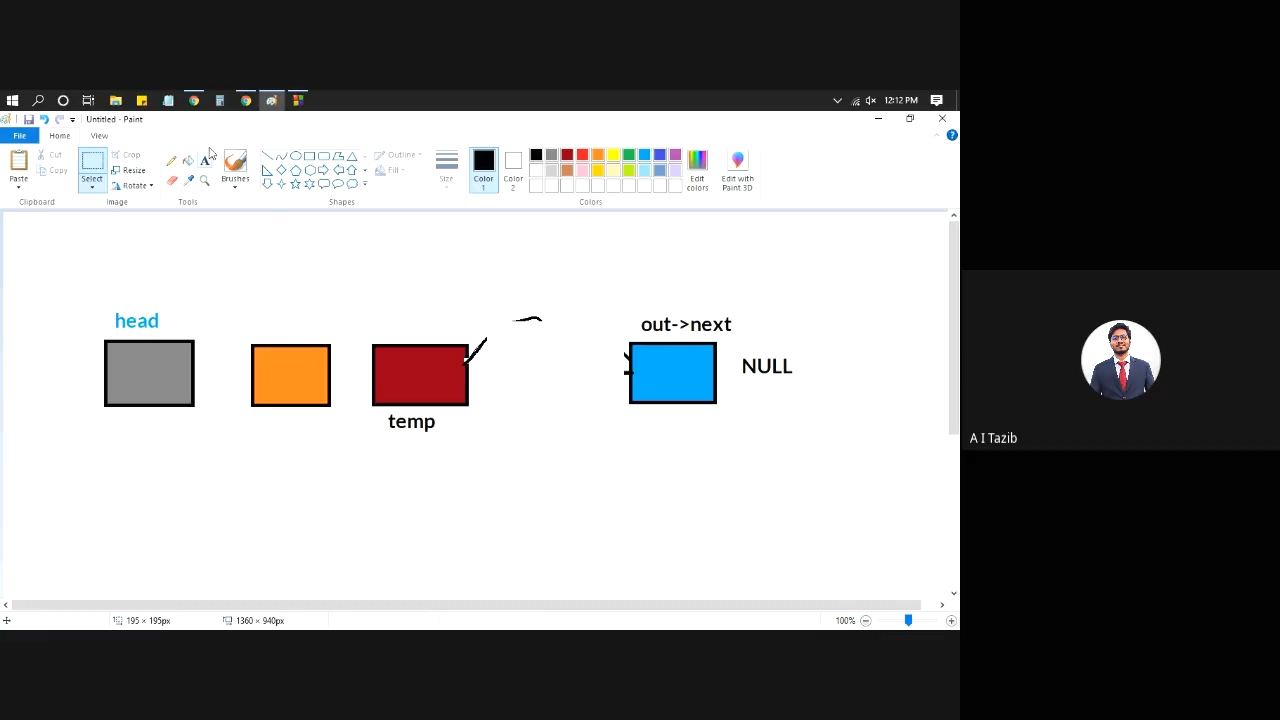 12:12 PM
Untitled - Paint
File Home View
Cut
Copy
Paste
Clipboard
Select
Crop
Resize
Rotate
Image
A
Tools
Brushes
Outline
Fill
Shapes
Size
Color 1
Color 2
Edit colors
Edit with Paint 3D
Colors
head
out->next
NULL
temp
A I Tazib
195 × 195px
1360 × 940px
100%